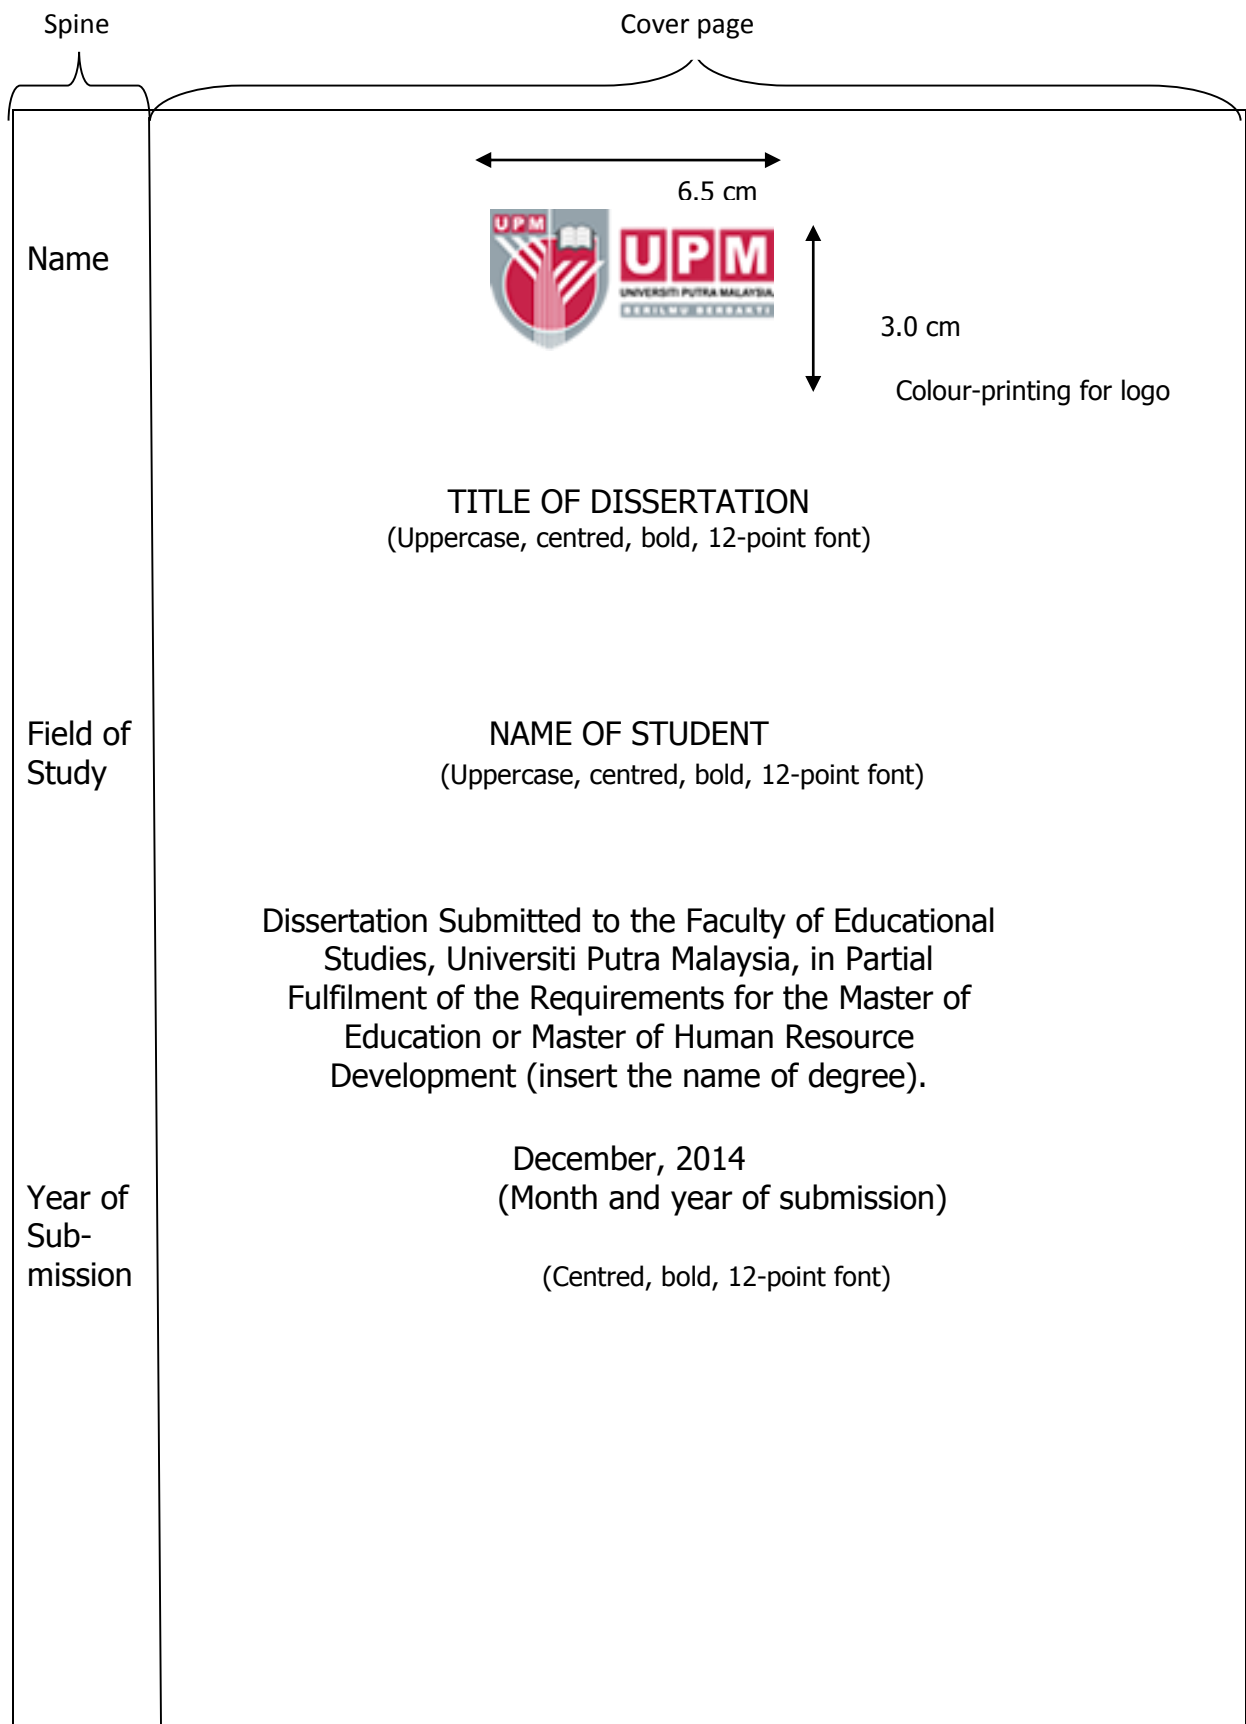 Spine
Cover page
6.5 cm
UPM
UPM
UNIVERSITI PUTRA MALAYSIA
BERILMU BERBAKTI
Name
3.0 cm
Colour-printing for logo
TITLE OF DISSERTATION
(Uppercase, centred, bold, 12-point font)
Field of
Study
NAME OF STUDENT
(Uppercase, centred, bold, 12-point font)
Dissertation Submitted to the Faculty of Educational
Studies, Universiti Putra Malaysia, in Partial
Fulfilment of the Requirements for the Master of
Education or Master of Human Resource
Development (insert the name of degree).
December, 2014
(Month and year of submission)
Year of
Sub-
mission
(Centred, bold, 12-point font)